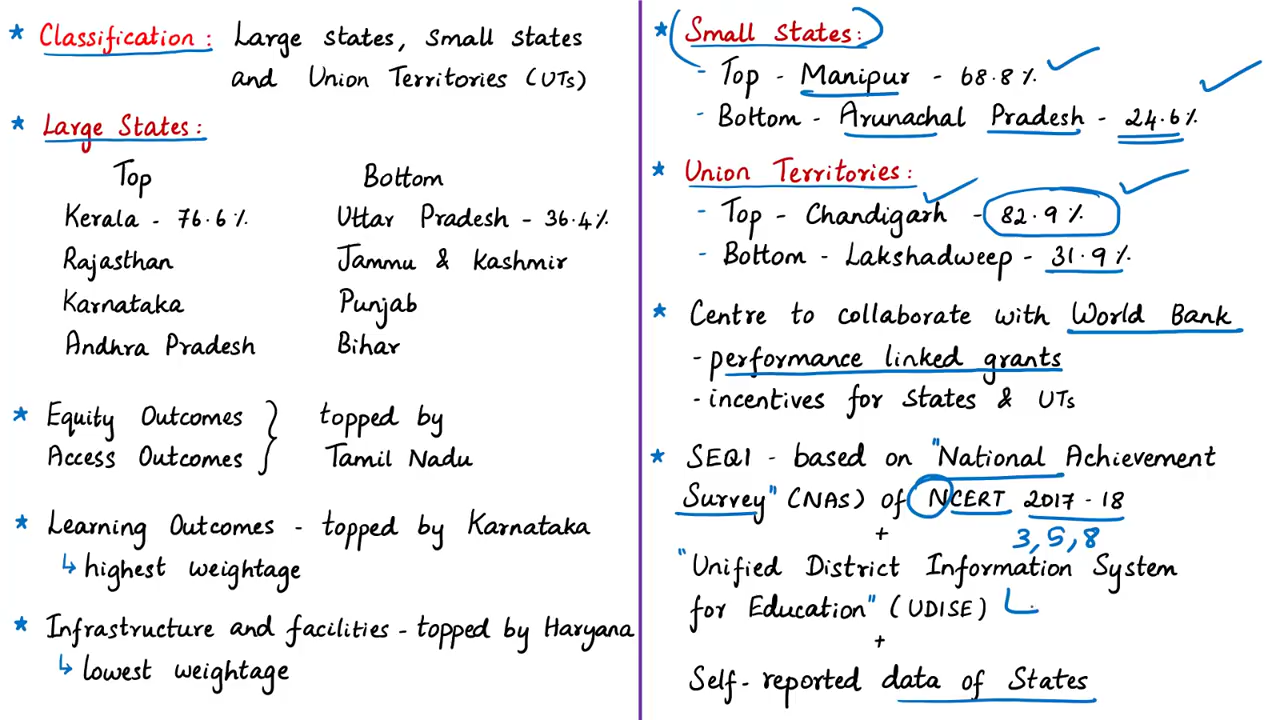 * Classification: Large states, small states
and Union Territories (UTs)
* Large States:
Top Bottom
Kerala - 76.6% Uttar Pradesh - 36.4%
Rajasthan Jammu & Kashmir
Karnataka Punjab
Andhra Pradesh Bihar
* Equity Outcomes } topped by
Access Outcomes Tamil Nadu
* Learning Outcomes - topped by Karnataka
↳ highest weightage
* Infrastructure and facilities - topped by Haryana
↳ lowest weightage
* Small States:
- Top - Manipur - 68.8%
- Bottom - Arunachal Pradesh - 24.6%
* Union Territories:
- Top - Chandigarh - 82.9%
- Bottom - Lakshadweep - 31.9%
* Centre to collaborate with World Bank
- performance linked grants
- incentives for States & UTs
* SEQI - based on "National Achievement
Survey" (NAS) of NCERT 2017-18
+ 3, 5, 8
"Unified District Information System
for Education" (UDISE)
+
Self-reported data of States